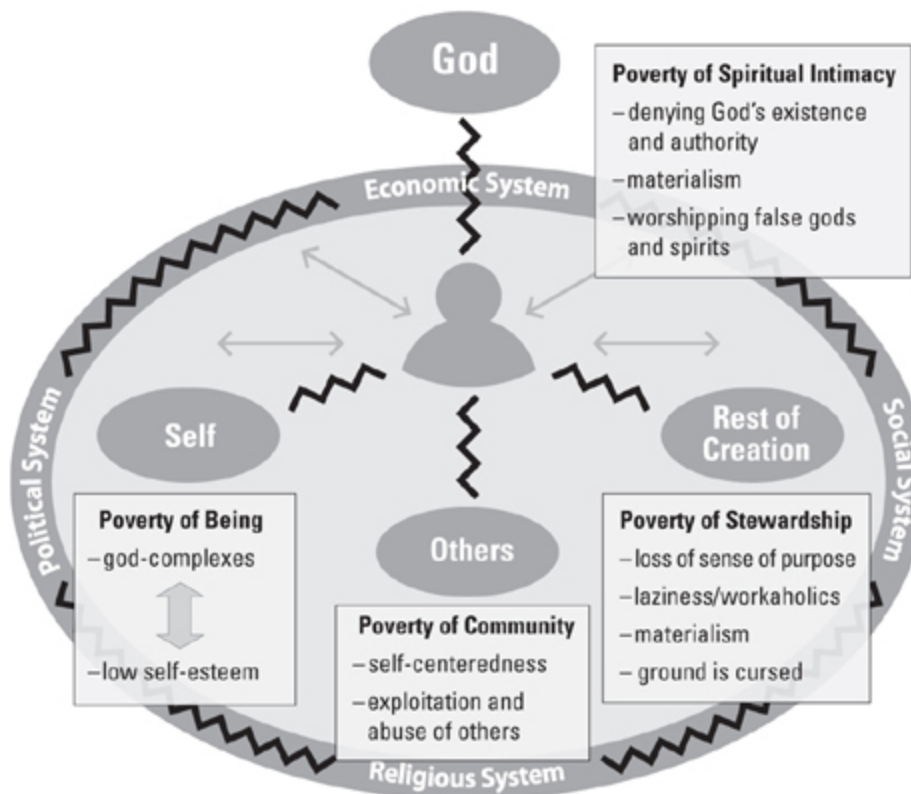 God
Poverty of Spiritual Intimacy
–denying God's existence
and authority
–materialism
–worshipping false gods
and spirits
Economic System
Political System
Social System
Self
Rest of
Creation
Others
Poverty of Being
–god-complexes
–low self-esteem
Poverty of Community
–self-centeredness
–exploitation and
abuse of others
Poverty of Stewardship
–loss of sense of purpose
–laziness/workaholics
–materialism
–ground is cursed
Religious System